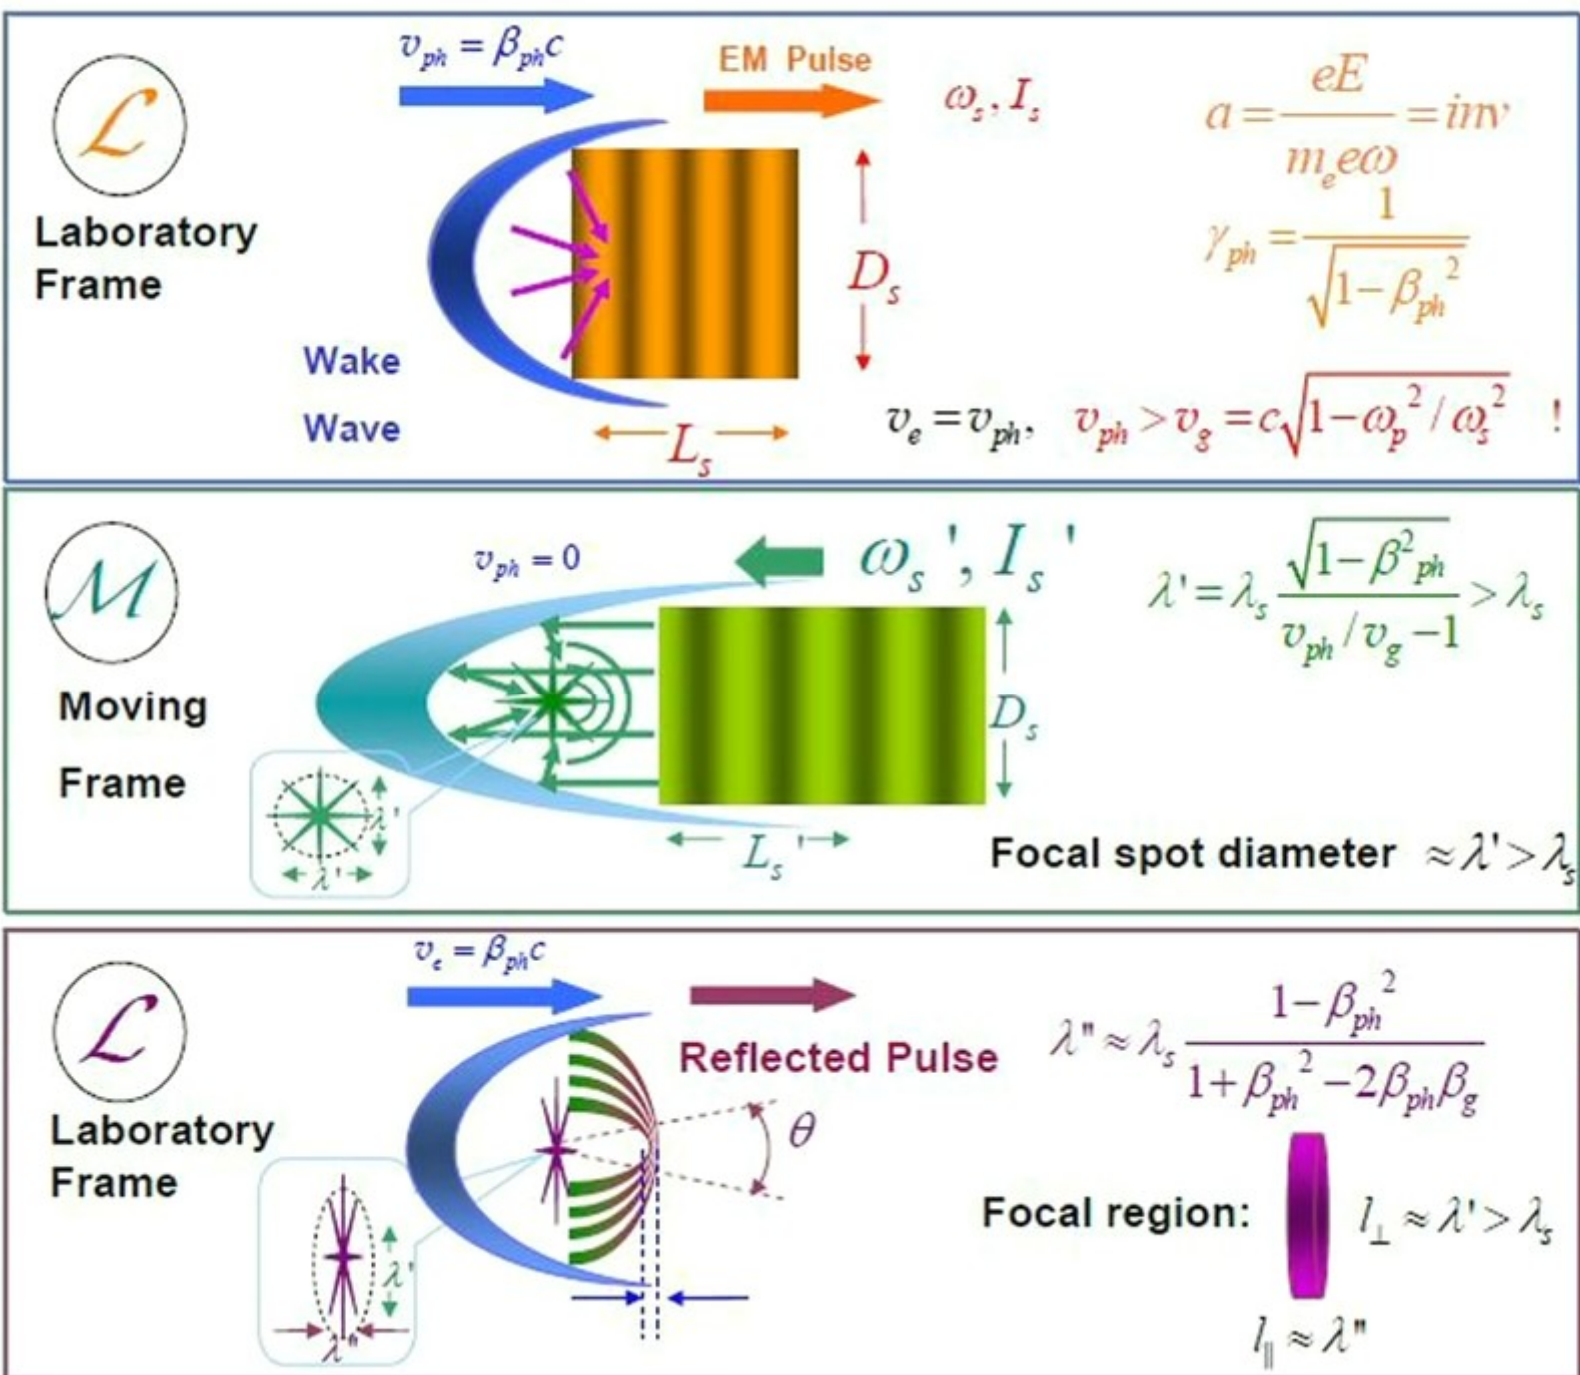 v_ph = β_ph c
EM Pulse
ω_s, I_s
a = eE / m_e eω = inv
ℒ
Laboratory
Frame
γ_ph = 1 / √(1 − β_ph²)
D_s
Wake
Wave
L_s
v_e = v_ph, v_ph > v_g = c√(1 − ω_p² / ω_s²) !
ℳ
Moving
Frame
v_ph = 0
ω_s', I_s'
λ' = λ_s √(1 − β²_ph) / (v_ph / v_g − 1) > λ_s
D_s
λ'
λ'
L_s'
Focal spot diameter ≈ λ' > λ_s
ℒ
Laboratory
Frame
v_e = β_ph c
Reflected Pulse
λ" ≈ λ_s (1 − β_ph²) / (1 + β_ph² − 2β_ph β_g)
θ
λ'
λ"
Focal region:
l_⊥ ≈ λ' > λ_s
l_∥ ≈ λ"